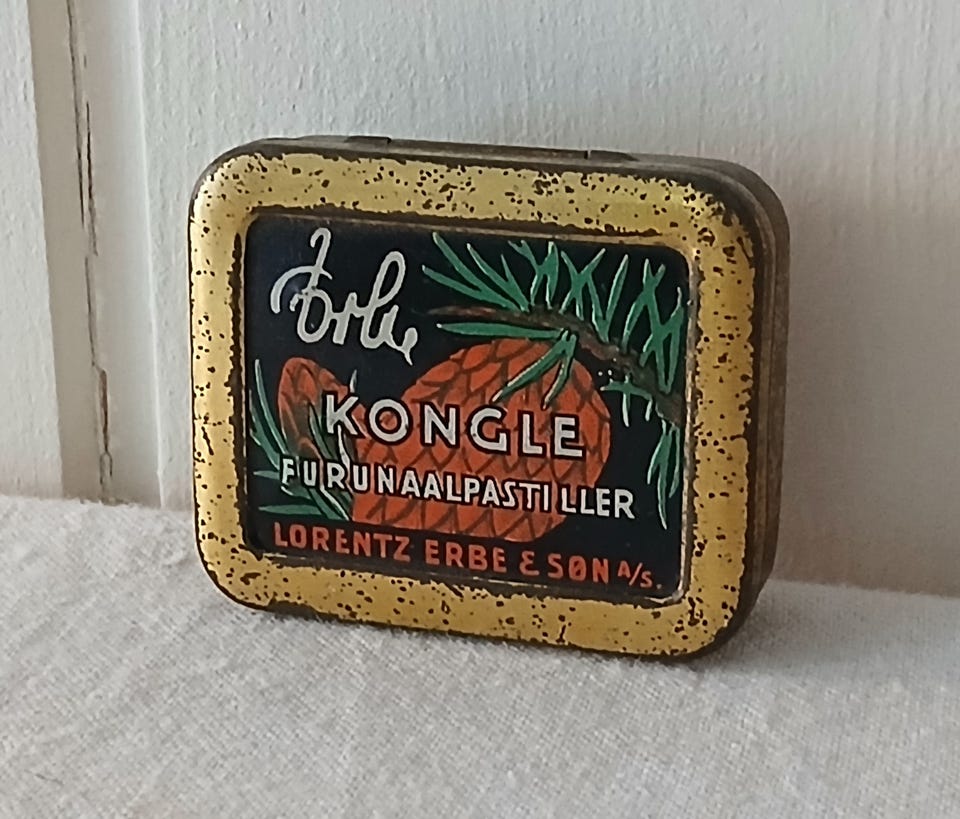 Erbe
KONGLE
FURUNAALPASTILLER
LORENTZ ERBE & SØN A/S.